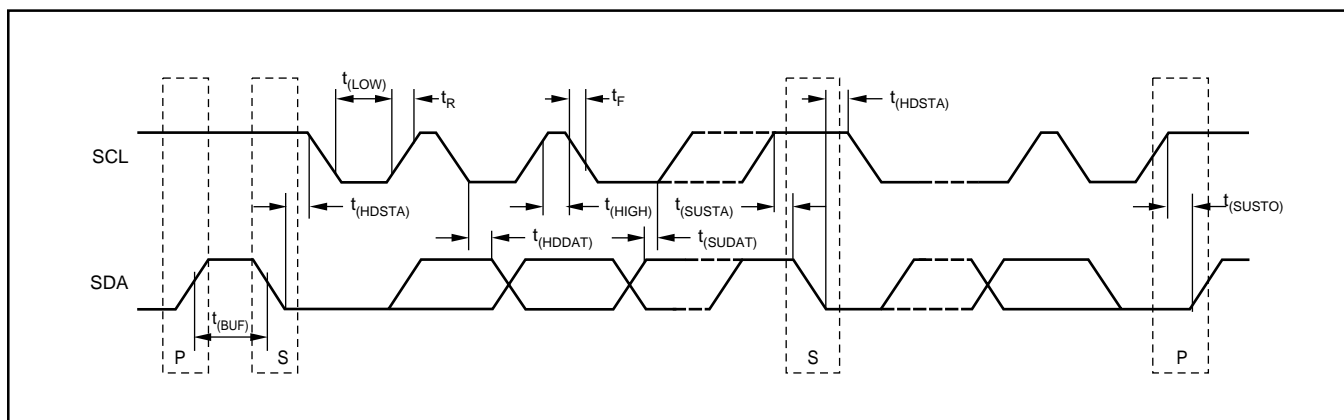 t(LOW)
tR
tF
t(HDSTA)
SCL
t(HDSTA)
t(HIGH)
t(SUSTA)
t(SUSTO)
t(HDDAT)
t(SUDAT)
SDA
t(BUF)
P
S
S
P